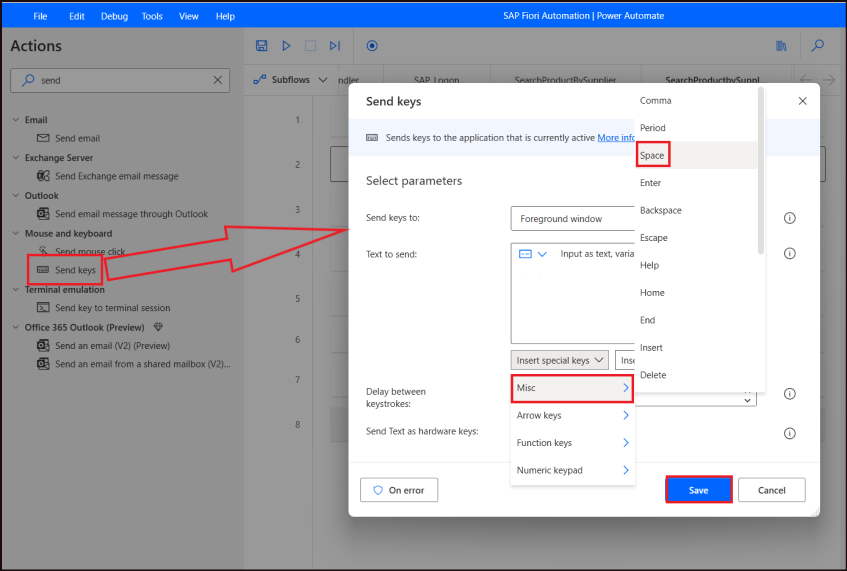 File Edit Debug Tools View Help
SAP Fiori Automation | Power Automate
Actions
send
Email
Send email
Exchange Server
Send Exchange email message
Outlook
Send email message through Outlook
Mouse and keyboard
Send mouse click
Send keys
Terminal emulation
Send key to terminal session
Office 365 Outlook (Preview)
Send an email (V2) (Preview)
Send an email from a shared mailbox (V2)...
Subflows
ndler
SAP_Logon
SearchProductBySupplier
SearchProductbySuppl...
1
2
3
4
5
6
7
8
Send keys
Sends keys to the application that is currently active More info
Select parameters
Send keys to:
Foreground window
Text to send:
Input as text, varia
Insert special keys
Inse
Misc
Arrow keys
Function keys
Numeric keypad
Delay between
keystrokes:
Send Text as hardware keys:
Comma
Period
Space
Enter
Backspace
Escape
Help
Home
End
Insert
Delete
On error
Save
Cancel